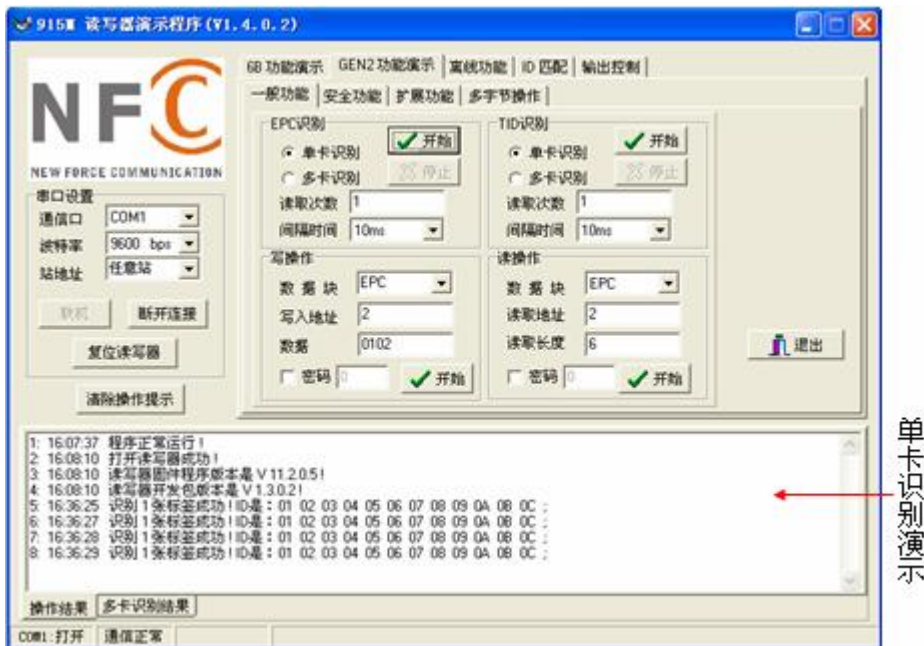 915M 读写器演示程序(V1.4.0.2)
NFC
NEW FORCE COMMUNICATION
串口设置
通信口 COM1
波特率 9600 bps
站地址 任意站
联机 断开连接
复位读写器
清除操作提示
6B 功能演示 GEN2 功能演示 离线功能 ID 匹配 输出控制
一般功能 安全功能 扩展功能 多字节操作
EPC识别
单卡识别 开始
多卡识别 停止
读取次数 1
间隔时间 10ms
TID识别
单卡识别 开始
多卡识别 停止
读取次数 1
间隔时间 10ms
写操作
数据块 EPC
写入地址 2
数据 0102
密码 0 开始
读操作
数据块 EPC
读取地址 2
读取长度 6
密码 0 开始
退出
1: 16:07:37 程序正常运行!
2: 16:08:10 打开读写器成功!
3: 16:08:10 读写器固件程序版本是 V 11.2.0.5!
4: 16:08:10 读写器开发包版本是 V 1.3.0.2!
5: 16:36:25 识别 1 张标签成功!ID是:01 02 03 04 05 06 07 08 09 0A 0B 0C ;
6: 16:36:27 识别 1 张标签成功!ID是:01 02 03 04 05 06 07 08 09 0A 0B 0C ;
7: 16:36:28 识别 1 张标签成功!ID是:01 02 03 04 05 06 07 08 09 0A 0B 0C ;
8: 16:36:29 识别 1 张标签成功!ID是:01 02 03 04 05 06 07 08 09 0A 0B 0C ;
单卡识别演示
操作结果 多卡识别结果
COM1:打开 通信正常